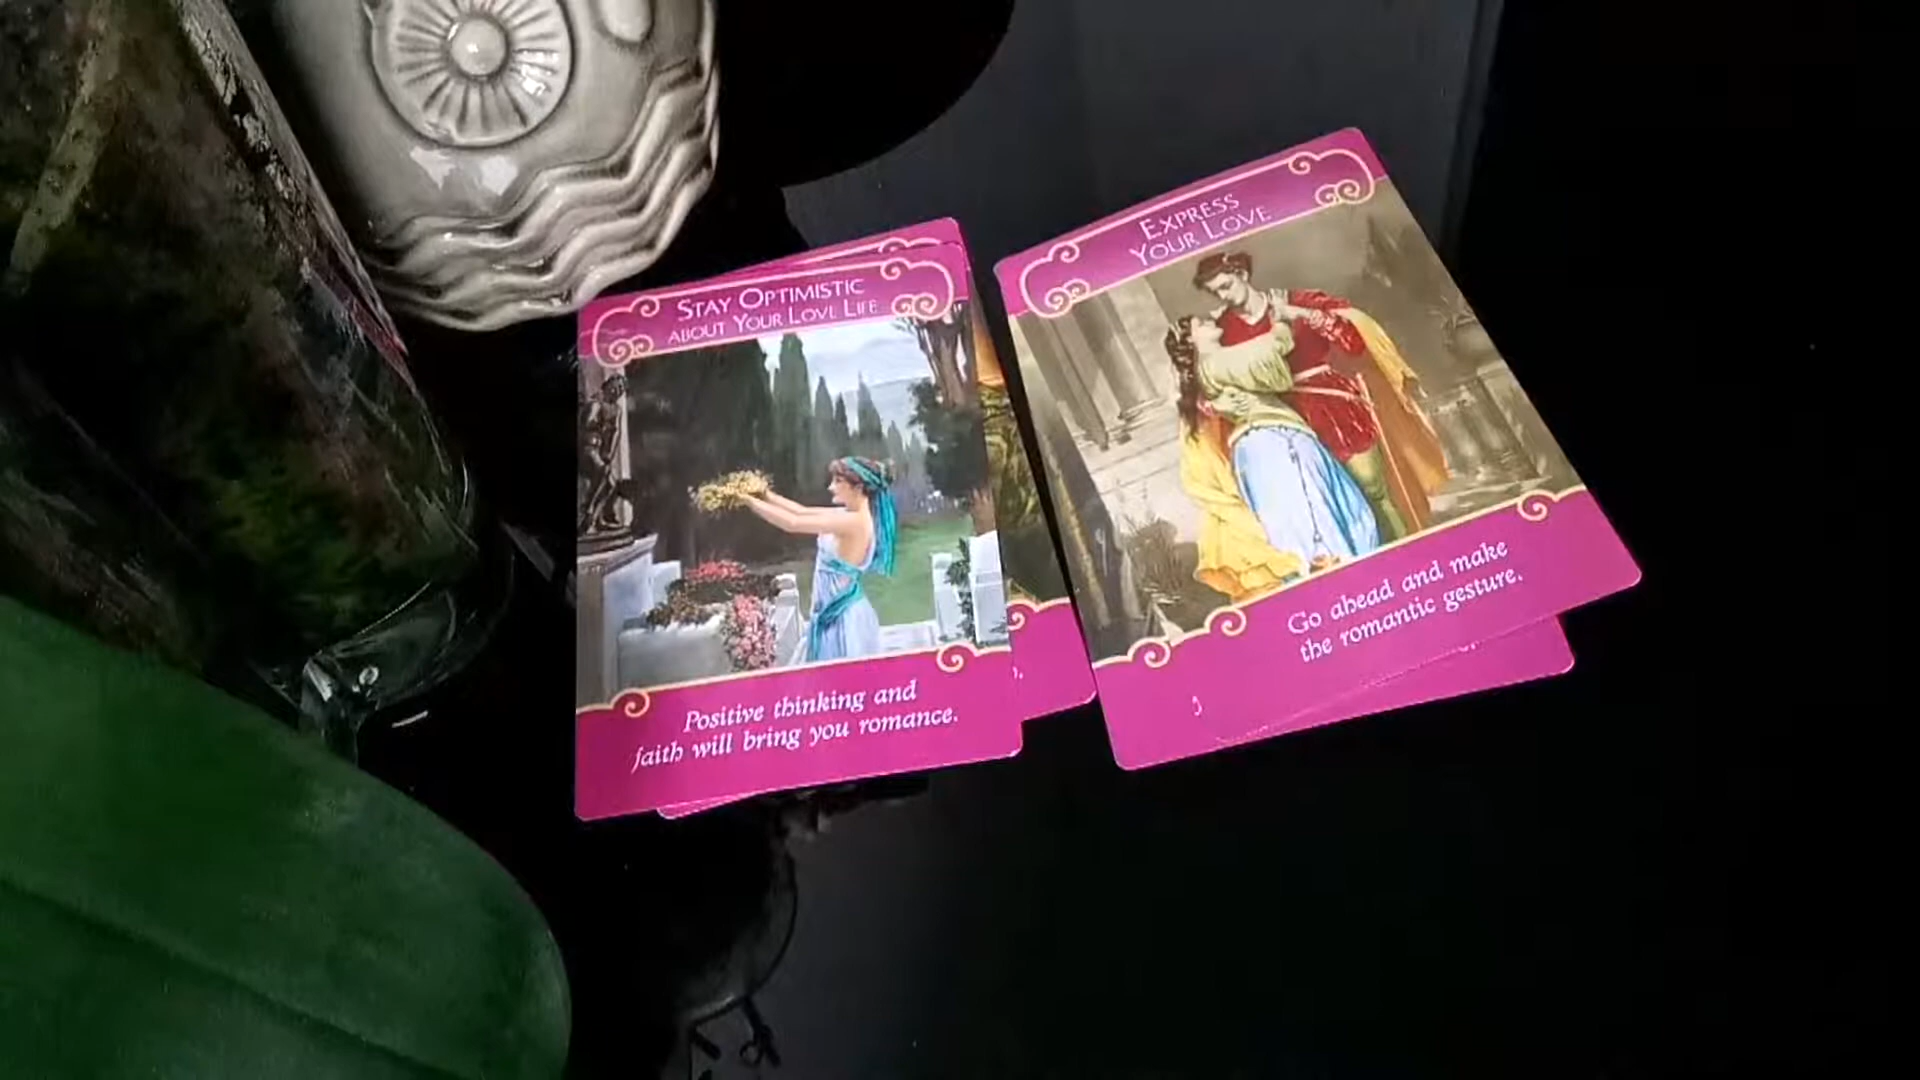 STAY OPTIMISTIC
ABOUT YOUR LOVE LIFE
Positive thinking and
faith will bring you romance.
EXPRESS
YOUR LOVE
Go ahead and make
the romantic gesture.